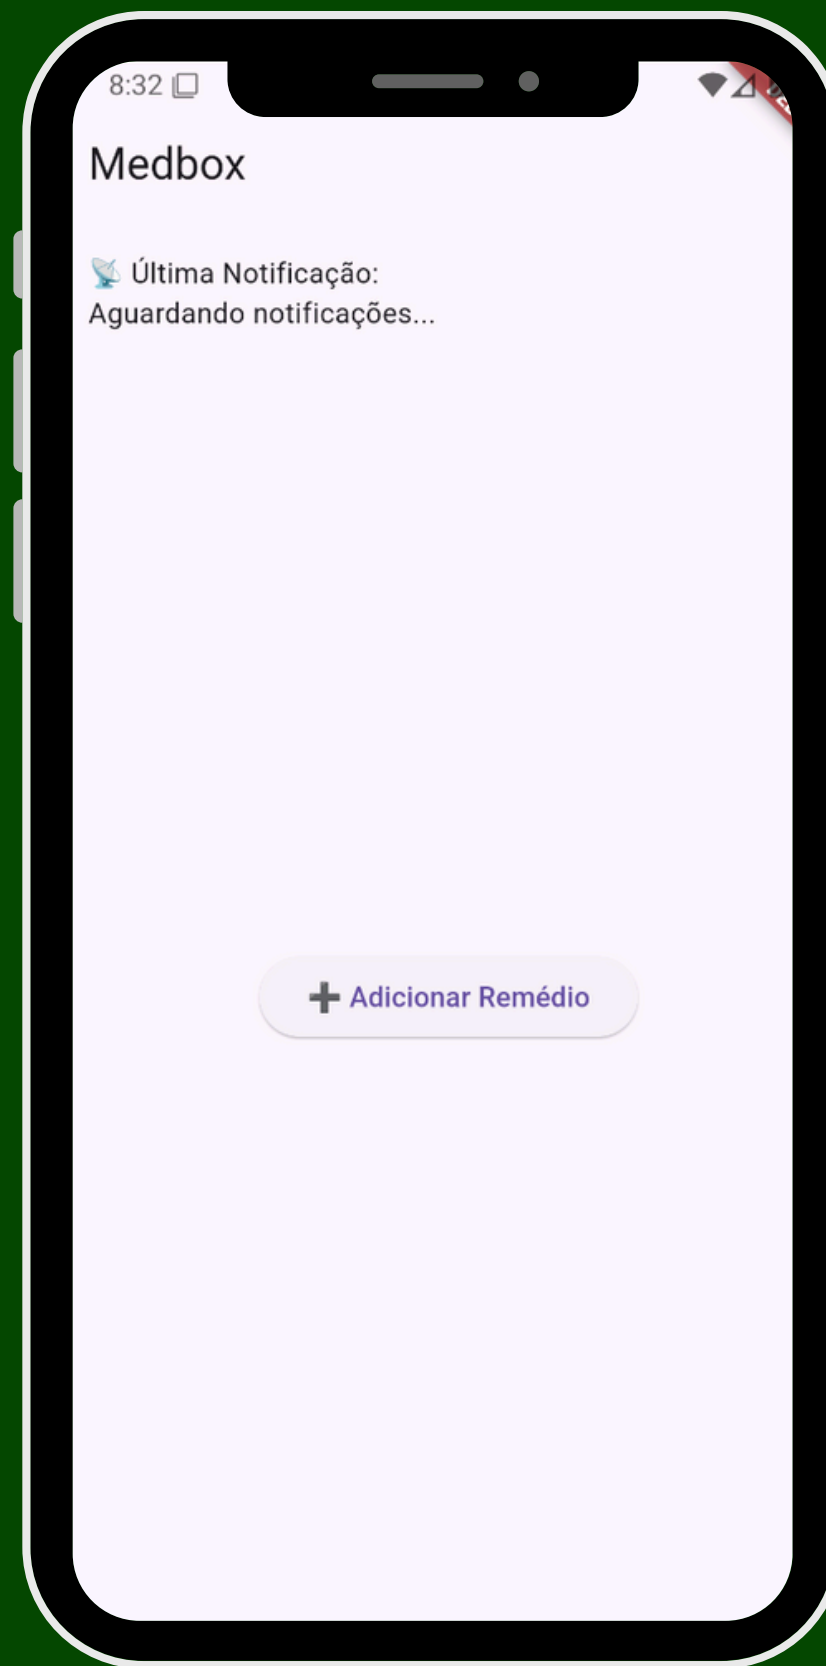 8:32
Medbox
📡 Última Notificação:
Aguardando notificações...
➕ Adicionar Remédio